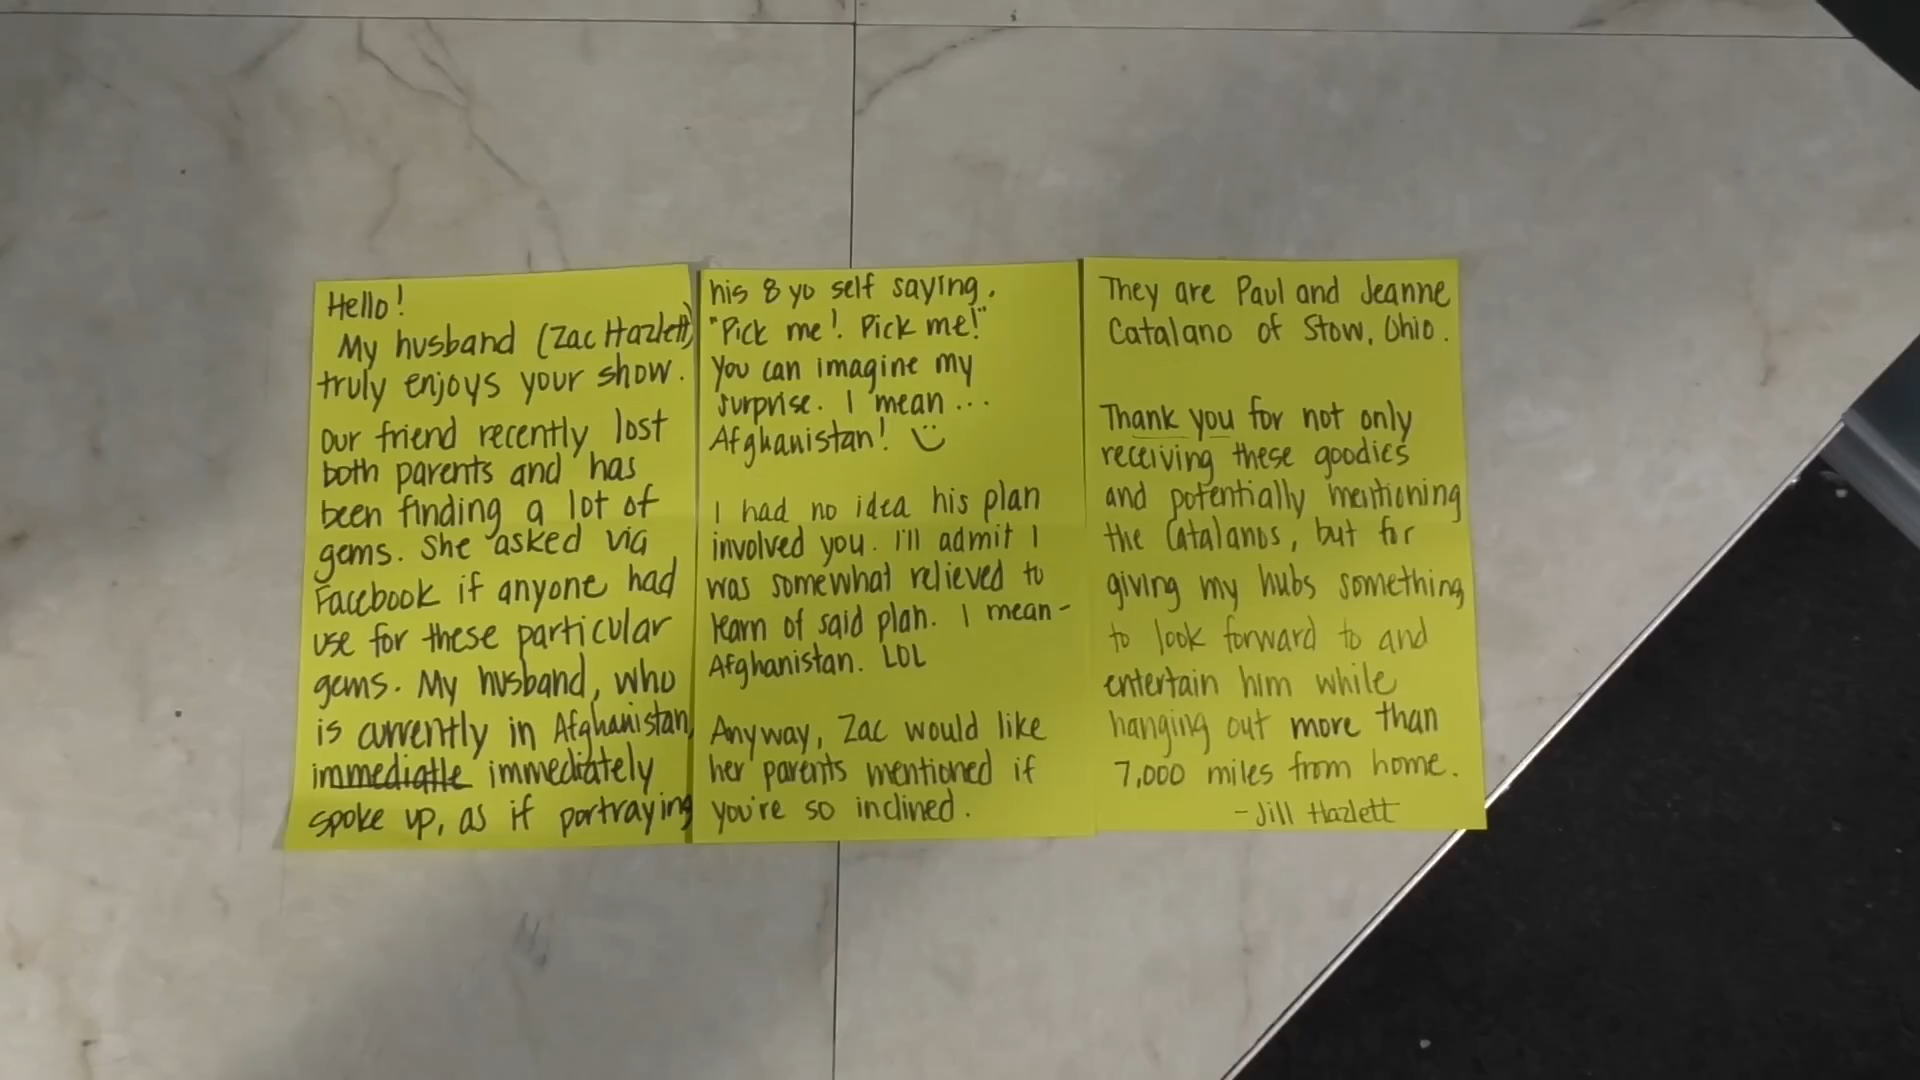 Hello!
My husband (Zac Hazlett)
truly enjoys your show.
Our friend recently lost
both parents and has
been finding a lot of
gems. She asked via
Facebook if anyone had
use for these particular
gems. My husband, who
is currently in Afghanistan,
immediatle immediately
spoke up, as if portraying
his 8 yo self saying,
"Pick me! Pick me!"
You can imagine my
surprise. I mean...
Afghanistan! :)
I had no idea his plan
involved you. I'll admit I
was somewhat relieved to
learn of said plan. I mean-
Afghanistan. LOL
Anyway, Zac would like
her parents mentioned if
you're so inclined.
They are Paul and Jeanne
Catalano of Stow, Ohio.
Thank you for not only
receiving these goodies
and potentially mentioning
the Catalanos, but for
giving my hubs something
to look forward to and
entertain him while
hanging out more than
7,000 miles from home.
- Jill Hazlett